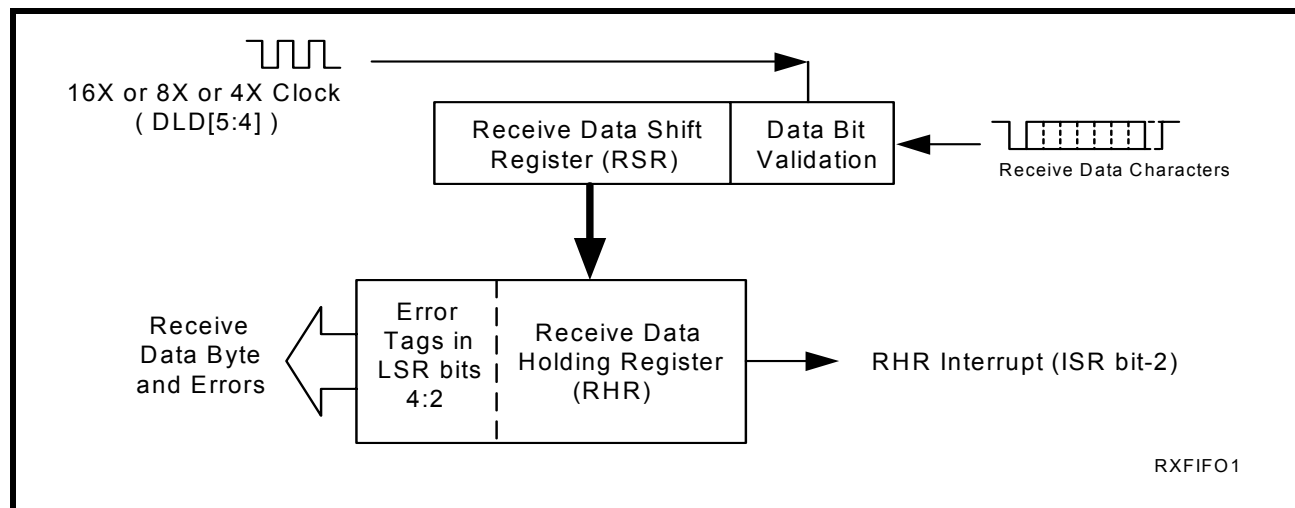 16X or 8X or 4X Clock
( DLD[5:4] )
Receive Data Shift
Register (RSR)
Data Bit
Validation
Receive Data Characters
Receive
Data Byte
and Errors
Error
Tags in
LSR bits
4:2
Receive Data
Holding Register
(RHR)
RHR Interrupt (ISR bit-2)
RXFIFO1